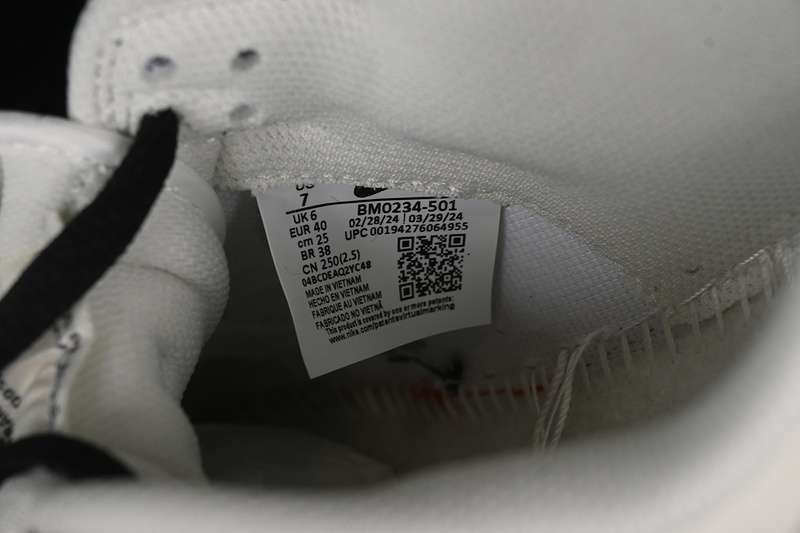 US
7
UK 6
EUR 40
cm 25
BR 38
CN 250(2.5)
04BCDEAQ2YC48
BM0234-501
02/28/24 | 03/29/24
UPC 00194276064955
MADE IN VIETNAM
HECHO EN VIETNAM
FABRIQUE AU VIETNAM
FABRICADO NO VIETNÃ
This product is covered by one or more patents:
www.nike/patentsvirtualmarking